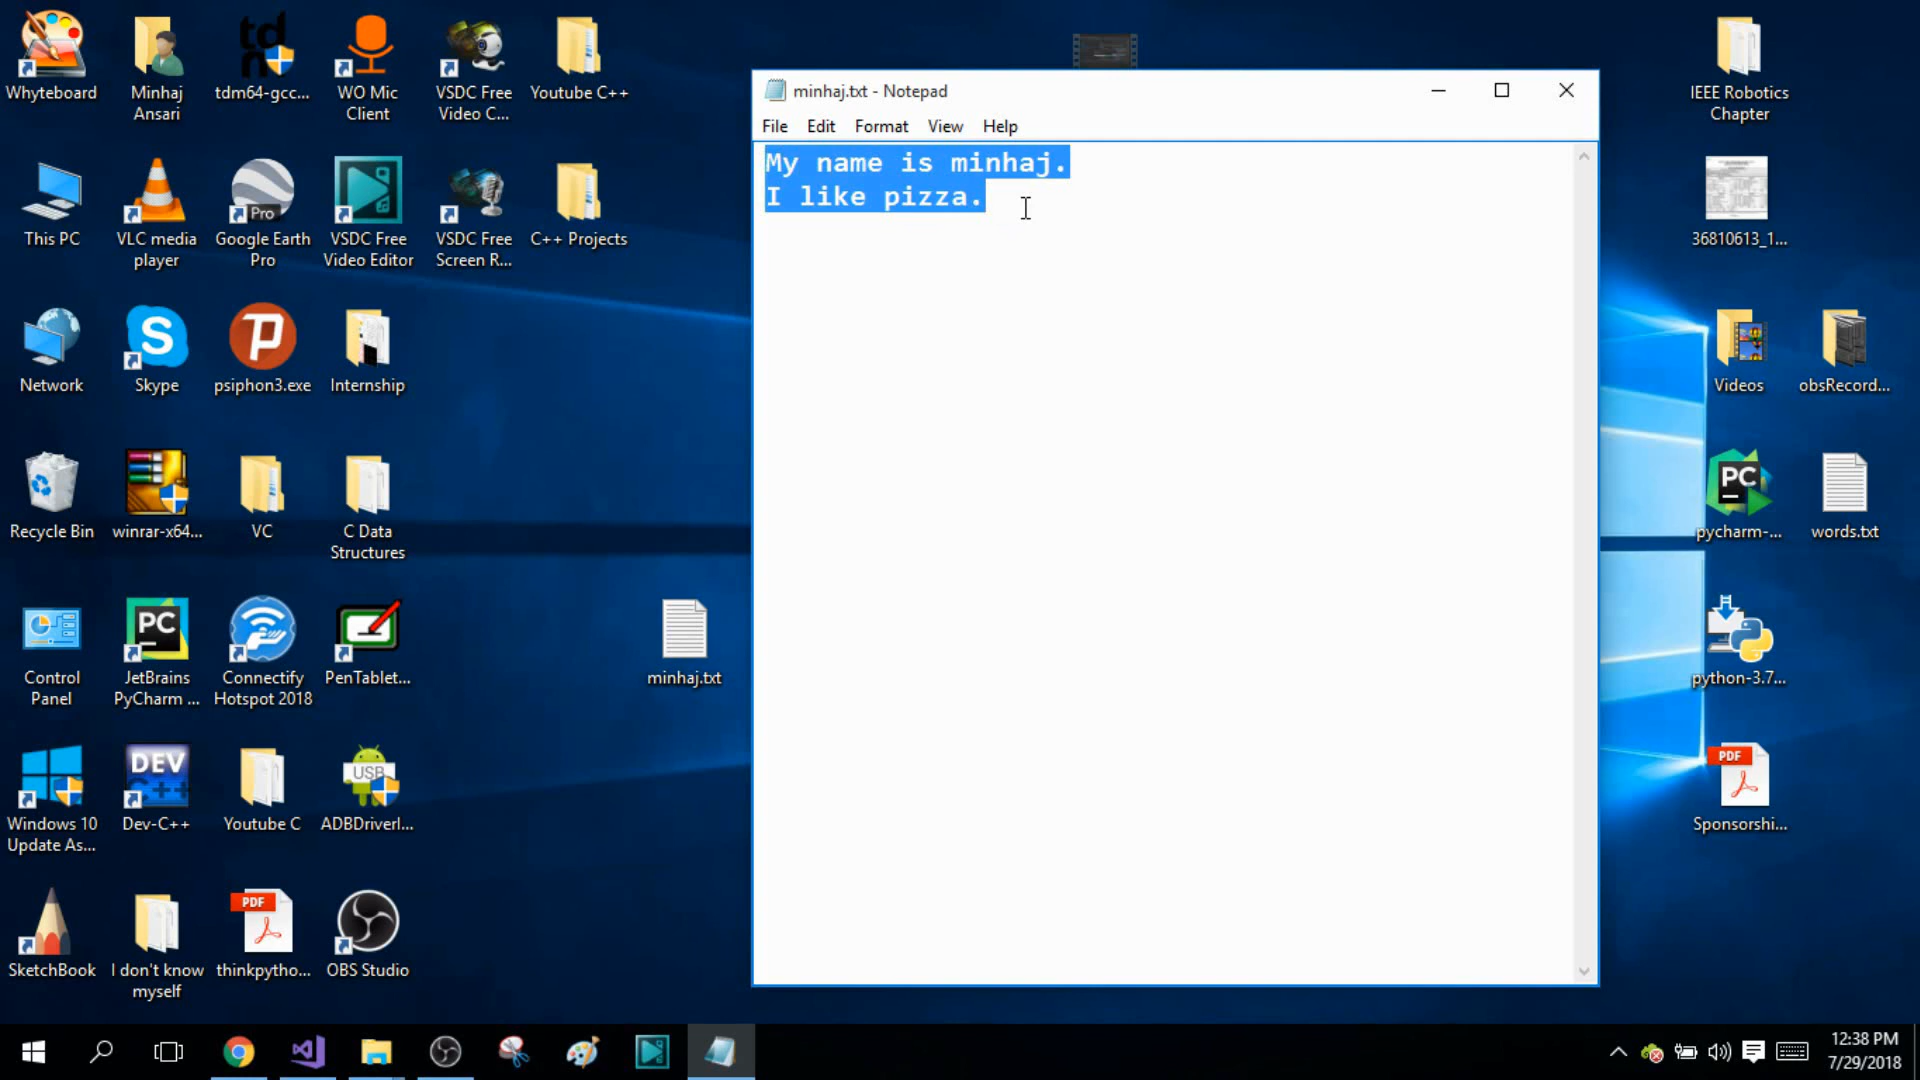 Whyteboard
Minhaj
Ansari
tdn
tdm64-gcc...
WO Mic
Client
VSDC Free
Video C...
Youtube C++
This PC
VLC media
player
Pro
Google Earth
Pro
VSDC Free
Video Editor
VSDC Free
Screen R...
C++ Projects
Network
Skype
psiphon3.exe
Internship
Recycle Bin
winrar-x64...
VC
C Data
Structures
Control
Panel
PC
JetBrains
PyCharm ...
Connectify
Hotspot 2018
PenTablet...
minhaj.txt
Windows 10
Update As...
DEV
C++
Dev-C++
Youtube C
USB
ADBDriverI...
SketchBook
I don't know
myself
PDF
thinkpytho...
OBS Studio
minhaj.txt - Notepad
File Edit Format View Help
My name is minhaj.
I like pizza.
IEEE Robotics
Chapter
36810613_1...
Videos
obsRecord...
PC
pycharm-...
words.txt
python-3.7...
PDF
Sponsorshi...
12:38 PM
7/29/2018